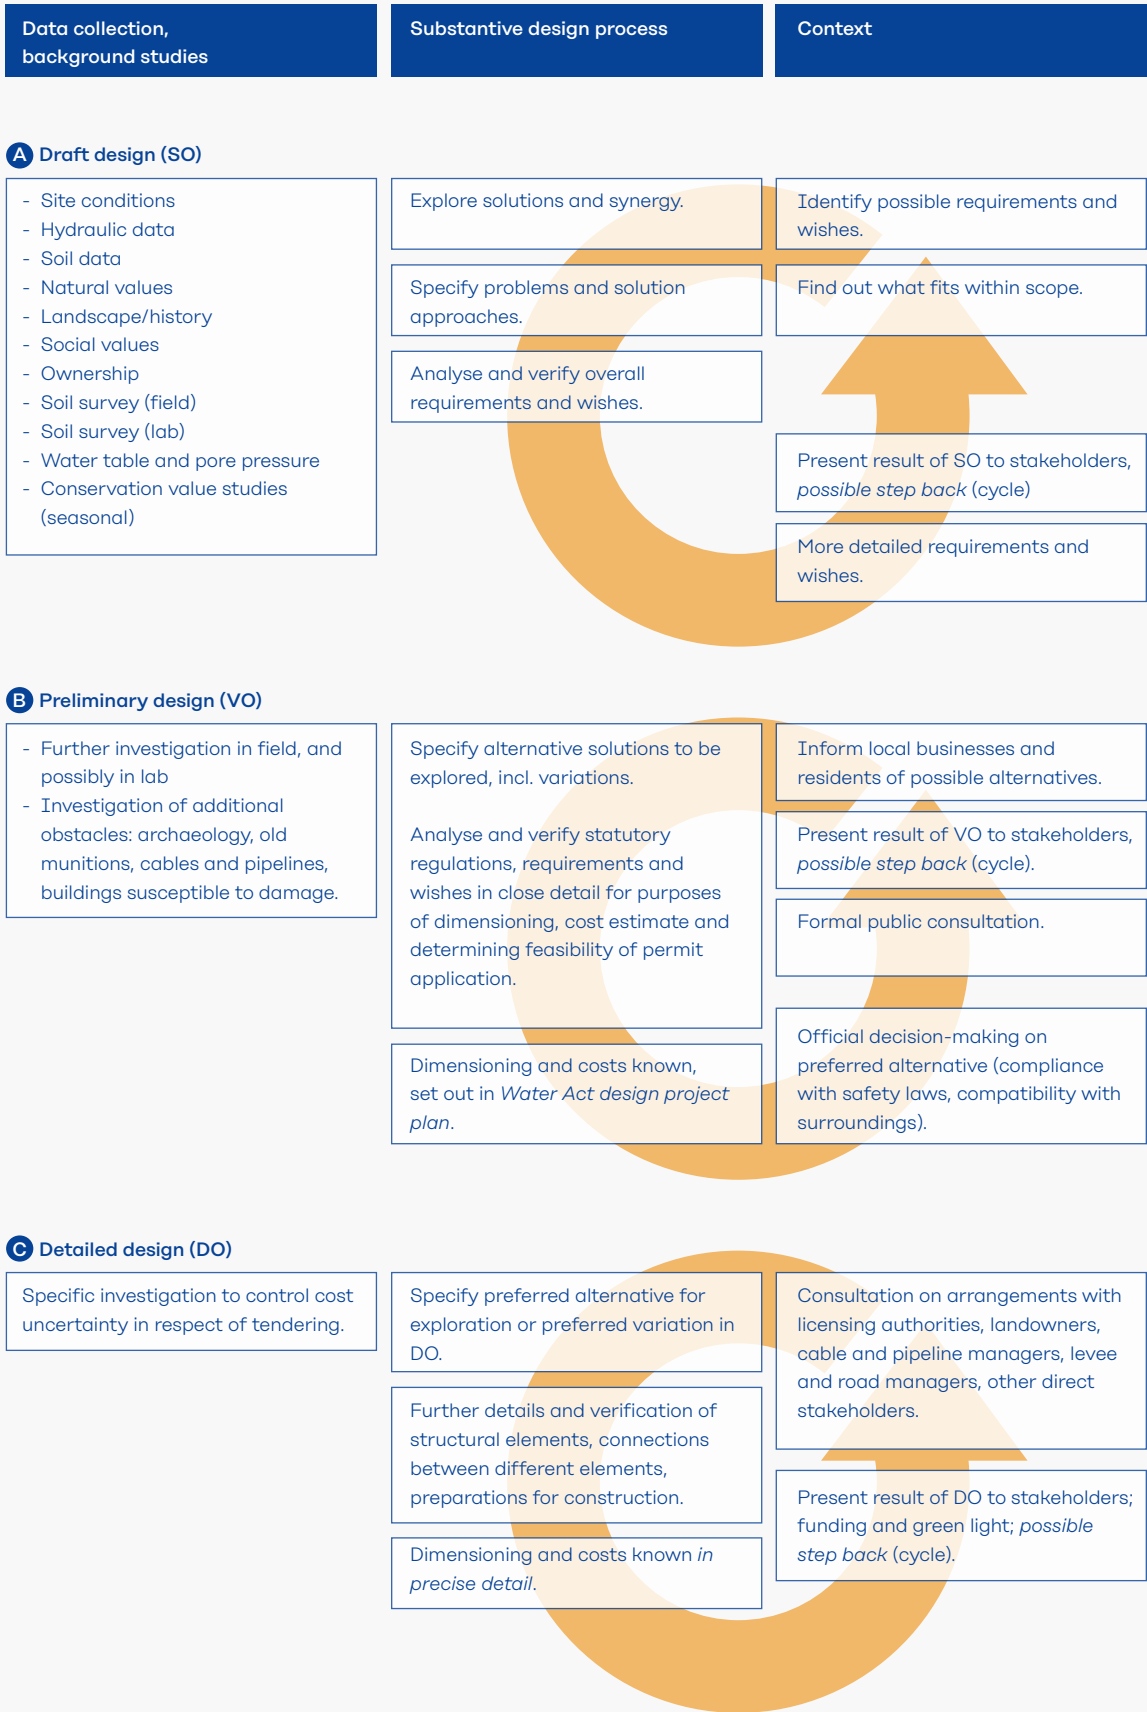 Data collection,
background studies
Substantive design process
Context
A Draft design (SO)
- Site conditions
- Hydraulic data
- Soil data
- Natural values
- Landscape/history
- Social values
- Ownership
- Soil survey (field)
- Soil survey (lab)
- Water table and pore pressure
- Conservation value studies
(seasonal)
Explore solutions and synergy.
Specify problems and solution
approaches.
Analyse and verify overall
requirements and wishes.
Identify possible requirements and
wishes.
Find out what fits within scope.
Present result of SO to stakeholders,
possible step back (cycle)
More detailed requirements and
wishes.
B Preliminary design (VO)
- Further investigation in field, and
possibly in lab
- Investigation of additional
obstacles: archaeology, old
munitions, cables and pipelines,
buildings susceptible to damage.
Specify alternative solutions to be
explored, incl. variations.
Analyse and verify statutory
regulations, requirements and
wishes in close detail for purposes
of dimensioning, cost estimate and
determining feasibility of permit
application.
Dimensioning and costs known,
set out in Water Act design project
plan.
Inform local businesses and
residents of possible alternatives.
Present result of VO to stakeholders,
possible step back (cycle).
Formal public consultation.
Official decision-making on
preferred alternative (compliance
with safety laws, compatibility with
surroundings).
C Detailed design (DO)
Specific investigation to control cost
uncertainty in respect of tendering.
Specify preferred alternative for
exploration or preferred variation in
DO.
Further details and verification of
structural elements, connections
between different elements,
preparations for construction.
Dimensioning and costs known in
precise detail.
Consultation on arrangements with
licensing authorities, landowners,
cable and pipeline managers, levee
and road managers, other direct
stakeholders.
Present result of DO to stakeholders;
funding and green light; possible
step back (cycle).